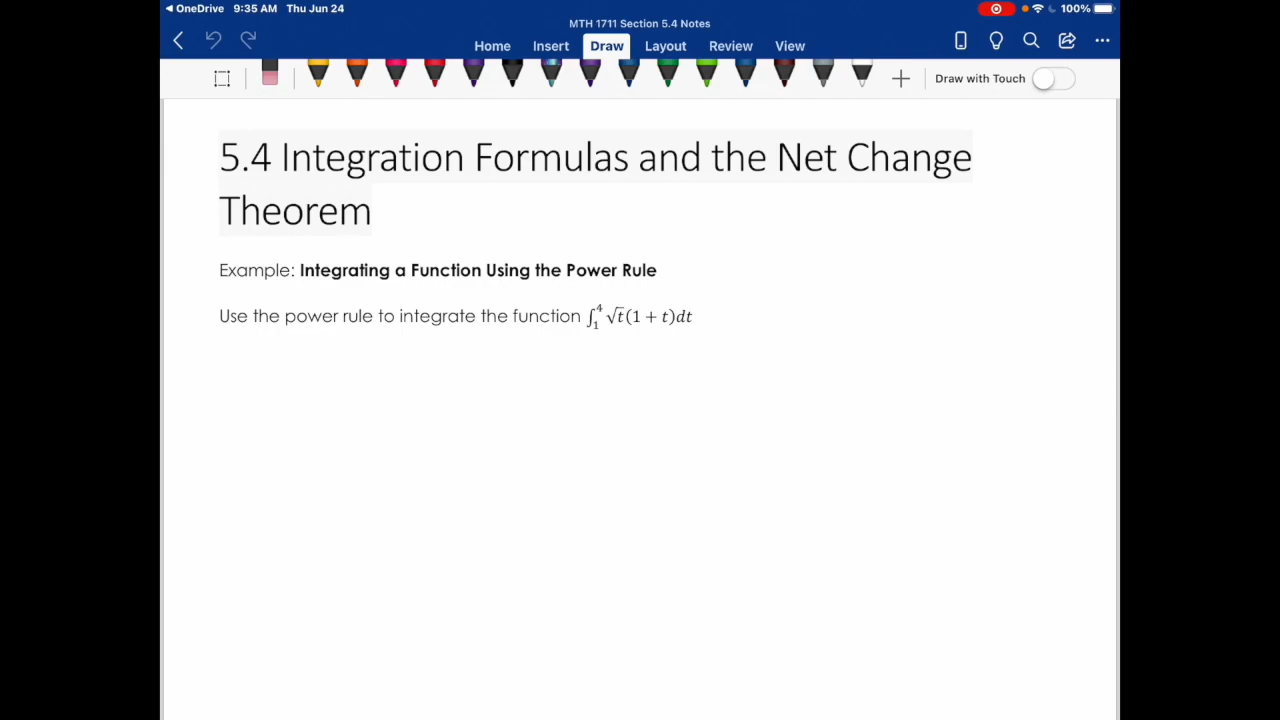 OneDrive 9:35 AM Thu Jun 24 100%
MTH 1711 Section 5.4 Notes
Home Insert Draw Layout Review View
Draw with Touch
5.4 Integration Formulas and the Net Change
Theorem
Example: Integrating a Function Using the Power Rule
Use the power rule to integrate the function ∫₁⁴ √t(1 + t)dt